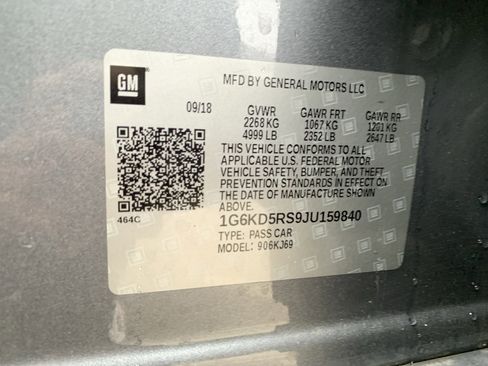 GM
MFD BY GENERAL MOTORS LLC
09/18 GVWR GAWR FRT GAWR RR
2268 KG 1067 KG 1201 KG
4999 LB 2352 LB 2647 LB
THIS VEHICLE CONFORMS TO ALL
APPLICABLE U.S. FEDERAL MOTOR
VEHICLE SAFETY, BUMPER, AND THEFT
PREVENTION STANDARDS IN EFFECT ON
THE DATE OF MANUFACTURE SHOWN
ABOVE.
464C
1G6KD5RS9JU159840
TYPE: PASS CAR
MODEL: 906KJ69